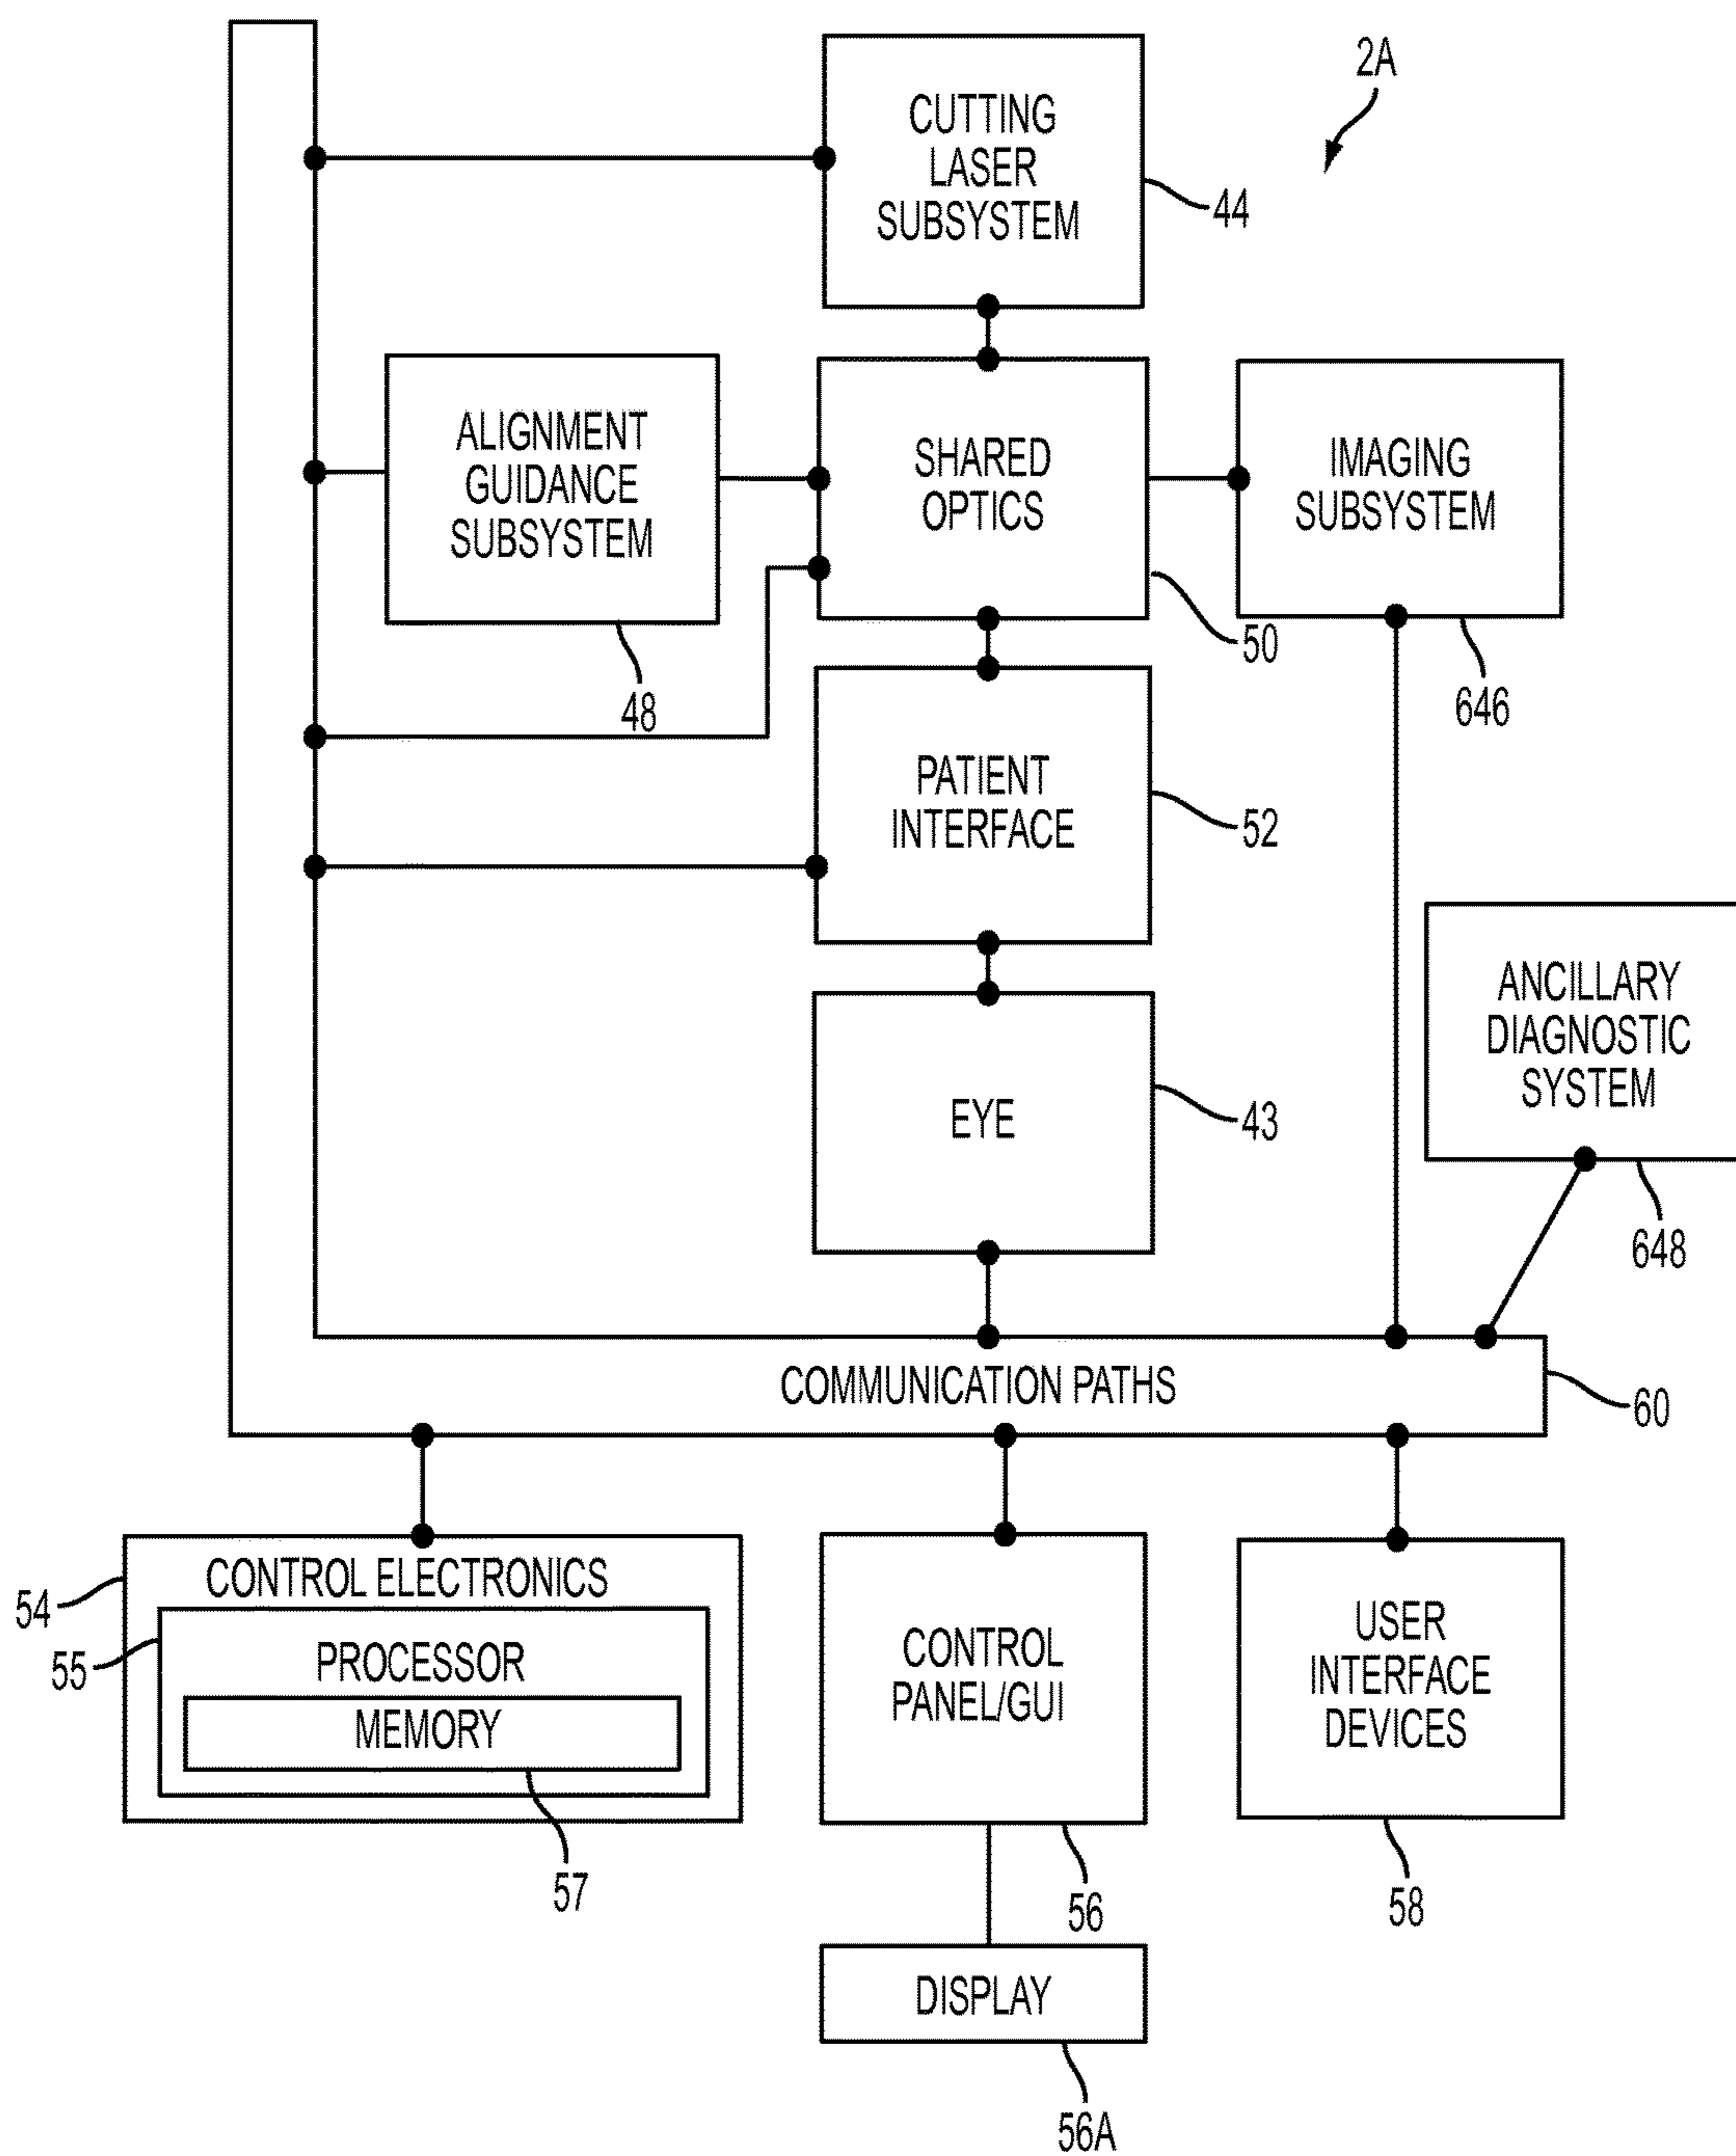 2A
CUTTING
LASER
SUBSYSTEM
44
ALIGNMENT
GUIDANCE
SUBSYSTEM
48
SHARED
OPTICS
50
IMAGING
SUBSYSTEM
646
PATIENT
INTERFACE
52
EYE
43
ANCILLARY
DIAGNOSTIC
SYSTEM
648
COMMUNICATION PATHS
60
CONTROL ELECTRONICS
54
PROCESSOR
55
MEMORY
57
CONTROL
PANEL/GUI
56
USER
INTERFACE
DEVICES
58
DISPLAY
56A